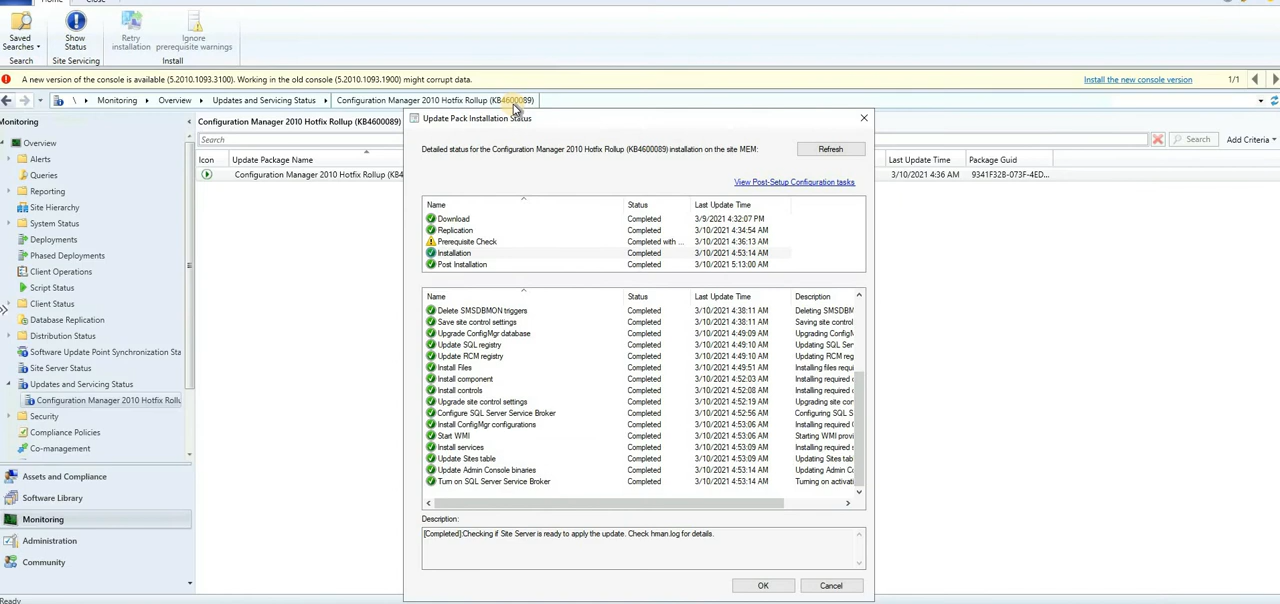 Home Close
Saved Searches
Show Status
Retry installation
Ignore prerequisite warnings
Search Site Servicing Install
A new version of the console is available (5.2010.1093.3100). Working in the old console (5.2010.1093.1900) might corrupt data. Install the new console version 1/1
\ Monitoring Overview Updates and Servicing Status Configuration Manager 2010 Hotfix Rollup (KB4600089)
Monitoring
Overview
Alerts
Queries
Reporting
Site Hierarchy
System Status
Deployments
Phased Deployments
Client Operations
Script Status
Client Status
Database Replication
Distribution Status
Software Update Point Synchronization Sta
Site Server Status
Updates and Servicing Status
Configuration Manager 2010 Hotfix Rollu
Security
Compliance Policies
Co-management
Assets and Compliance
Software Library
Monitoring
Administration
Community
Ready
Configuration Manager 2010 Hotfix Rollup (KB4600089)
Search Search Add Criteria
Icon Update Package Name Last Update Time Package Guid
Configuration Manager 2010 Hotfix Rollup (KB4 3/10/2021 4:36 AM 9341F32B-073F-4ED...
Update Pack Installation Status
Detailed status for the Configuration Manager 2010 Hotfix Rollup (KB4600089) installation on the site MEM: Refresh
View Post-Setup Configuration tasks
Name Status Last Update Time
Download Completed 3/9/2021 4:32:07 PM
Replication Completed 3/10/2021 4:34:54 AM
Prerequisite Check Completed with ... 3/10/2021 4:36:13 AM
Installation Completed 3/10/2021 4:53:14 AM
Post Installation Completed 3/10/2021 5:13:00 AM
Name Status Last Update Time Description
Delete SMSDBMON triggers Completed 3/10/2021 4:38:11 AM Deleting SMSDBM
Save site control settings Completed 3/10/2021 4:38:11 AM Saving site control
Upgrade ConfigMgr database Completed 3/10/2021 4:49:09 AM Upgrading ConfigM
Update SQL registry Completed 3/10/2021 4:49:10 AM Updating SQL Ser
Update RCM registry Completed 3/10/2021 4:49:10 AM Updating RCM reg
Install Files Completed 3/10/2021 4:49:51 AM Installing files requi
Install component Completed 3/10/2021 4:52:03 AM Installing required c
Install controls Completed 3/10/2021 4:52:08 AM Installing required c
Upgrade site control settings Completed 3/10/2021 4:52:19 AM Upgrading site cor
Configure SQL Server Service Broker Completed 3/10/2021 4:52:56 AM Configuring SQL S
Install ConfigMgr configurations Completed 3/10/2021 4:53:06 AM Installing required C
Start WMI Completed 3/10/2021 4:53:06 AM Starting WMI provi
Install services Completed 3/10/2021 4:53:09 AM Installing required s
Update Sites table Completed 3/10/2021 4:53:09 AM Updating Sites tab
Update Admin Console binaries Completed 3/10/2021 4:53:14 AM Updating Admin Cc
Turn on SQL Server Service Broker Completed 3/10/2021 4:53:14 AM Turning on activati
Description:
[Completed]:Checking if Site Server is ready to apply the update. Check hman.log for details.
OK Cancel